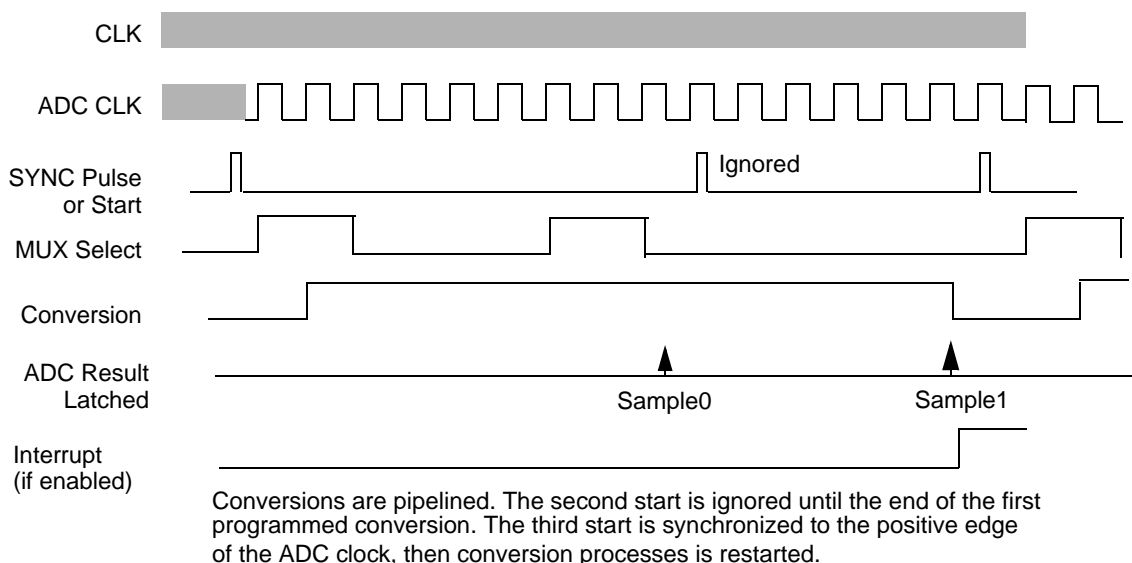 CLK
ADC CLK
SYNC Pulse
or Start
Ignored
MUX Select
Conversion
ADC Result
Latched
Sample0
Sample1
Interrupt
(if enabled)
Conversions are pipelined. The second start is ignored until the end of the first
programmed conversion. The third start is synchronized to the positive edge
of the ADC clock, then conversion processes is restarted.